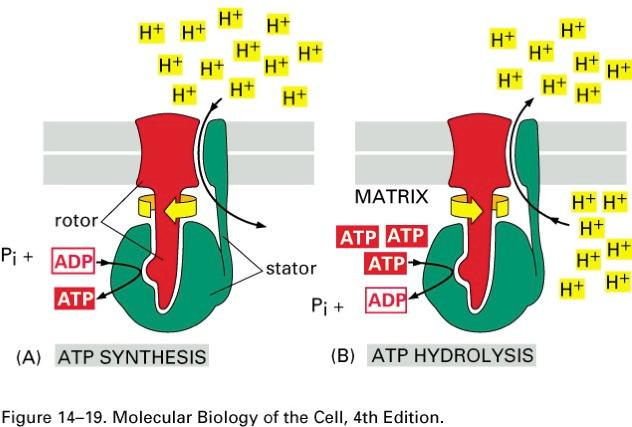 H+ H+ H+ H+
H+ H+
H+ H+ H+
H+ H+ H+
rotor
Pi +
ADP
ATP
stator
(A) ATP SYNTHESIS
H+ H+
H+
H+ H+
H+ H+ H+
MATRIX
H+ H+
H+
H+ H+
H+ H+
ATP ATP
ATP
Pi +
ADP
(B) ATP HYDROLYSIS
Figure 14–19. Molecular Biology of the Cell, 4th Edition.